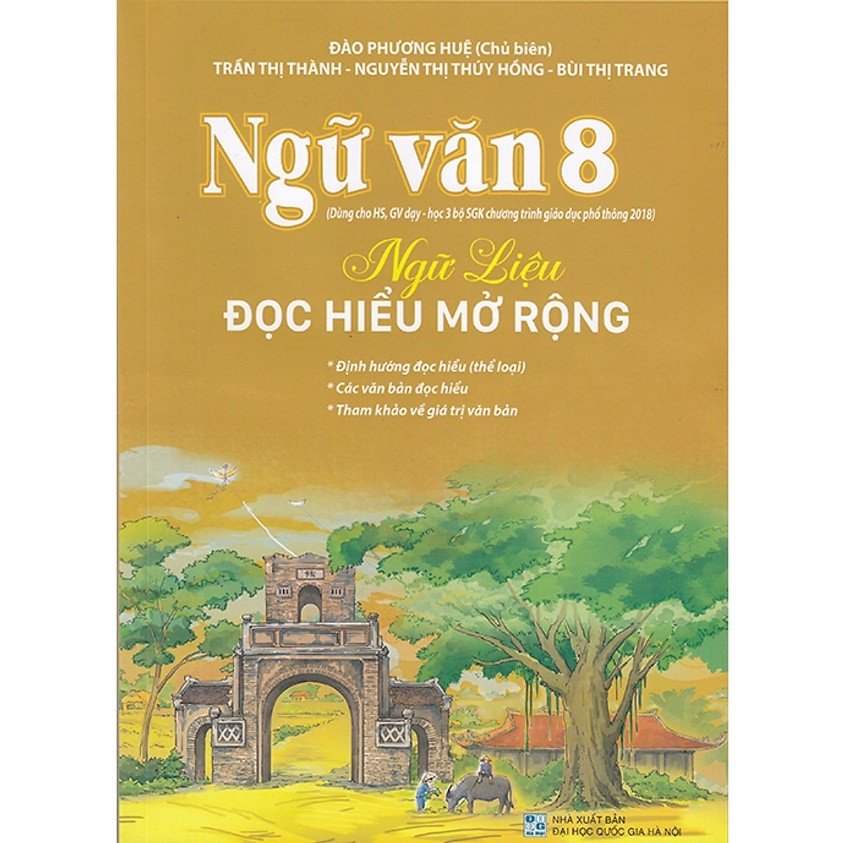 ĐÀO PHƯƠNG HUỆ (Chủ biên)
TRẦN THỊ THÀNH - NGUYỄN THỊ THÚY HỒNG - BÙI THỊ TRANG
Ngữ văn 8
(Dùng cho HS, GV dạy - học 3 bộ SGK chương trình giáo dục phổ thông 2018)
Ngữ Liệu
ĐỌC HIỂU MỞ RỘNG
* Định hướng đọc hiểu (thể loại)
* Các văn bản đọc hiểu
* Tham khảo về giá trị văn bản
NHÀ XUẤT BẢN
ĐẠI HỌC QUỐC GIA HÀ NỘI